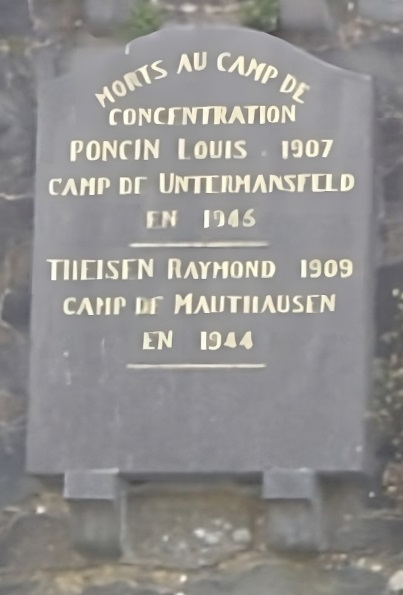 MORTS AU CAMP DE
CONCENTRATION
PONCIN LOUIS . 1907
CAMP DE UNTERMANSFELD
EN 1946
THEISEN RAYMOND 1909
CAMP DE MAUTHAUSEN
EN 1944